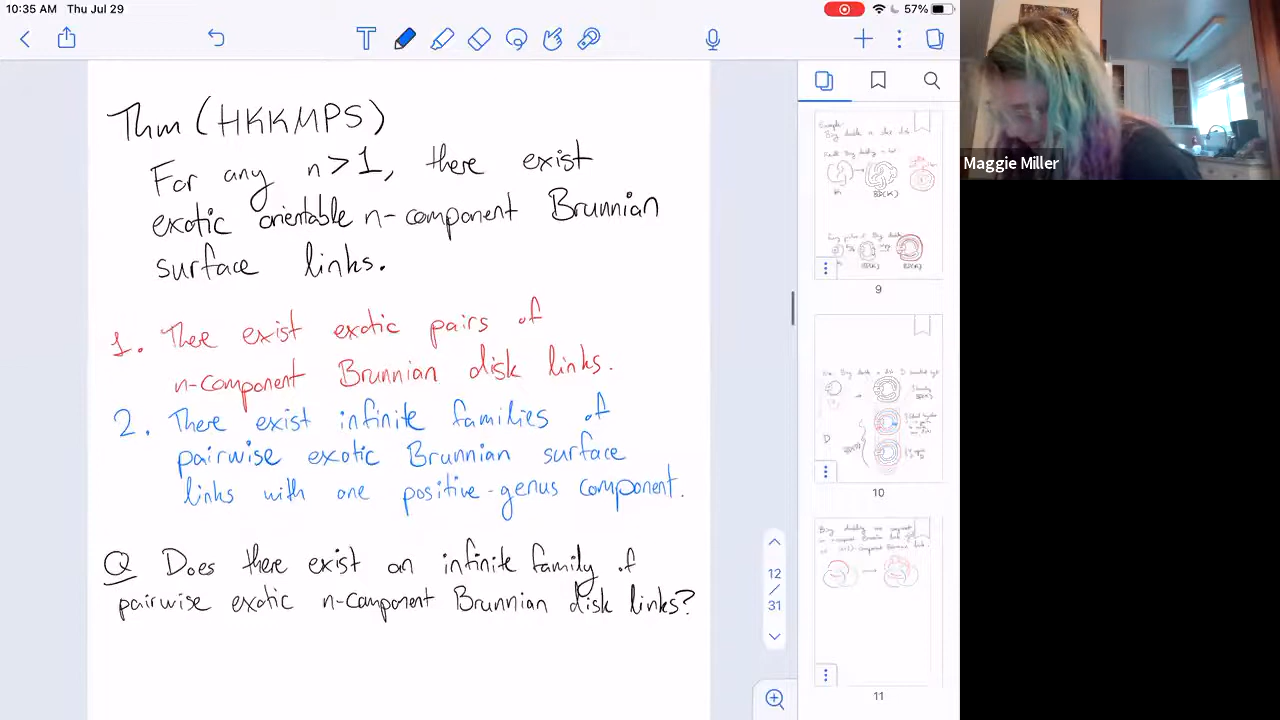 10:35 AM Thu Jul 29
57%
Thm (HKKMPS)
For any n>1, there exist
exotic orientable n-component Brunnian
surface links.
1. There exist exotic pairs of
n-component Brunnian disk links.
2. There exist infinite families of
pairwise exotic Brunnian surface
links with one positive-genus component.
Q Does there exist an infinite family of
pairwise exotic n-component Brunnian disk links?
12
/
31
9
10
11
Maggie Miller